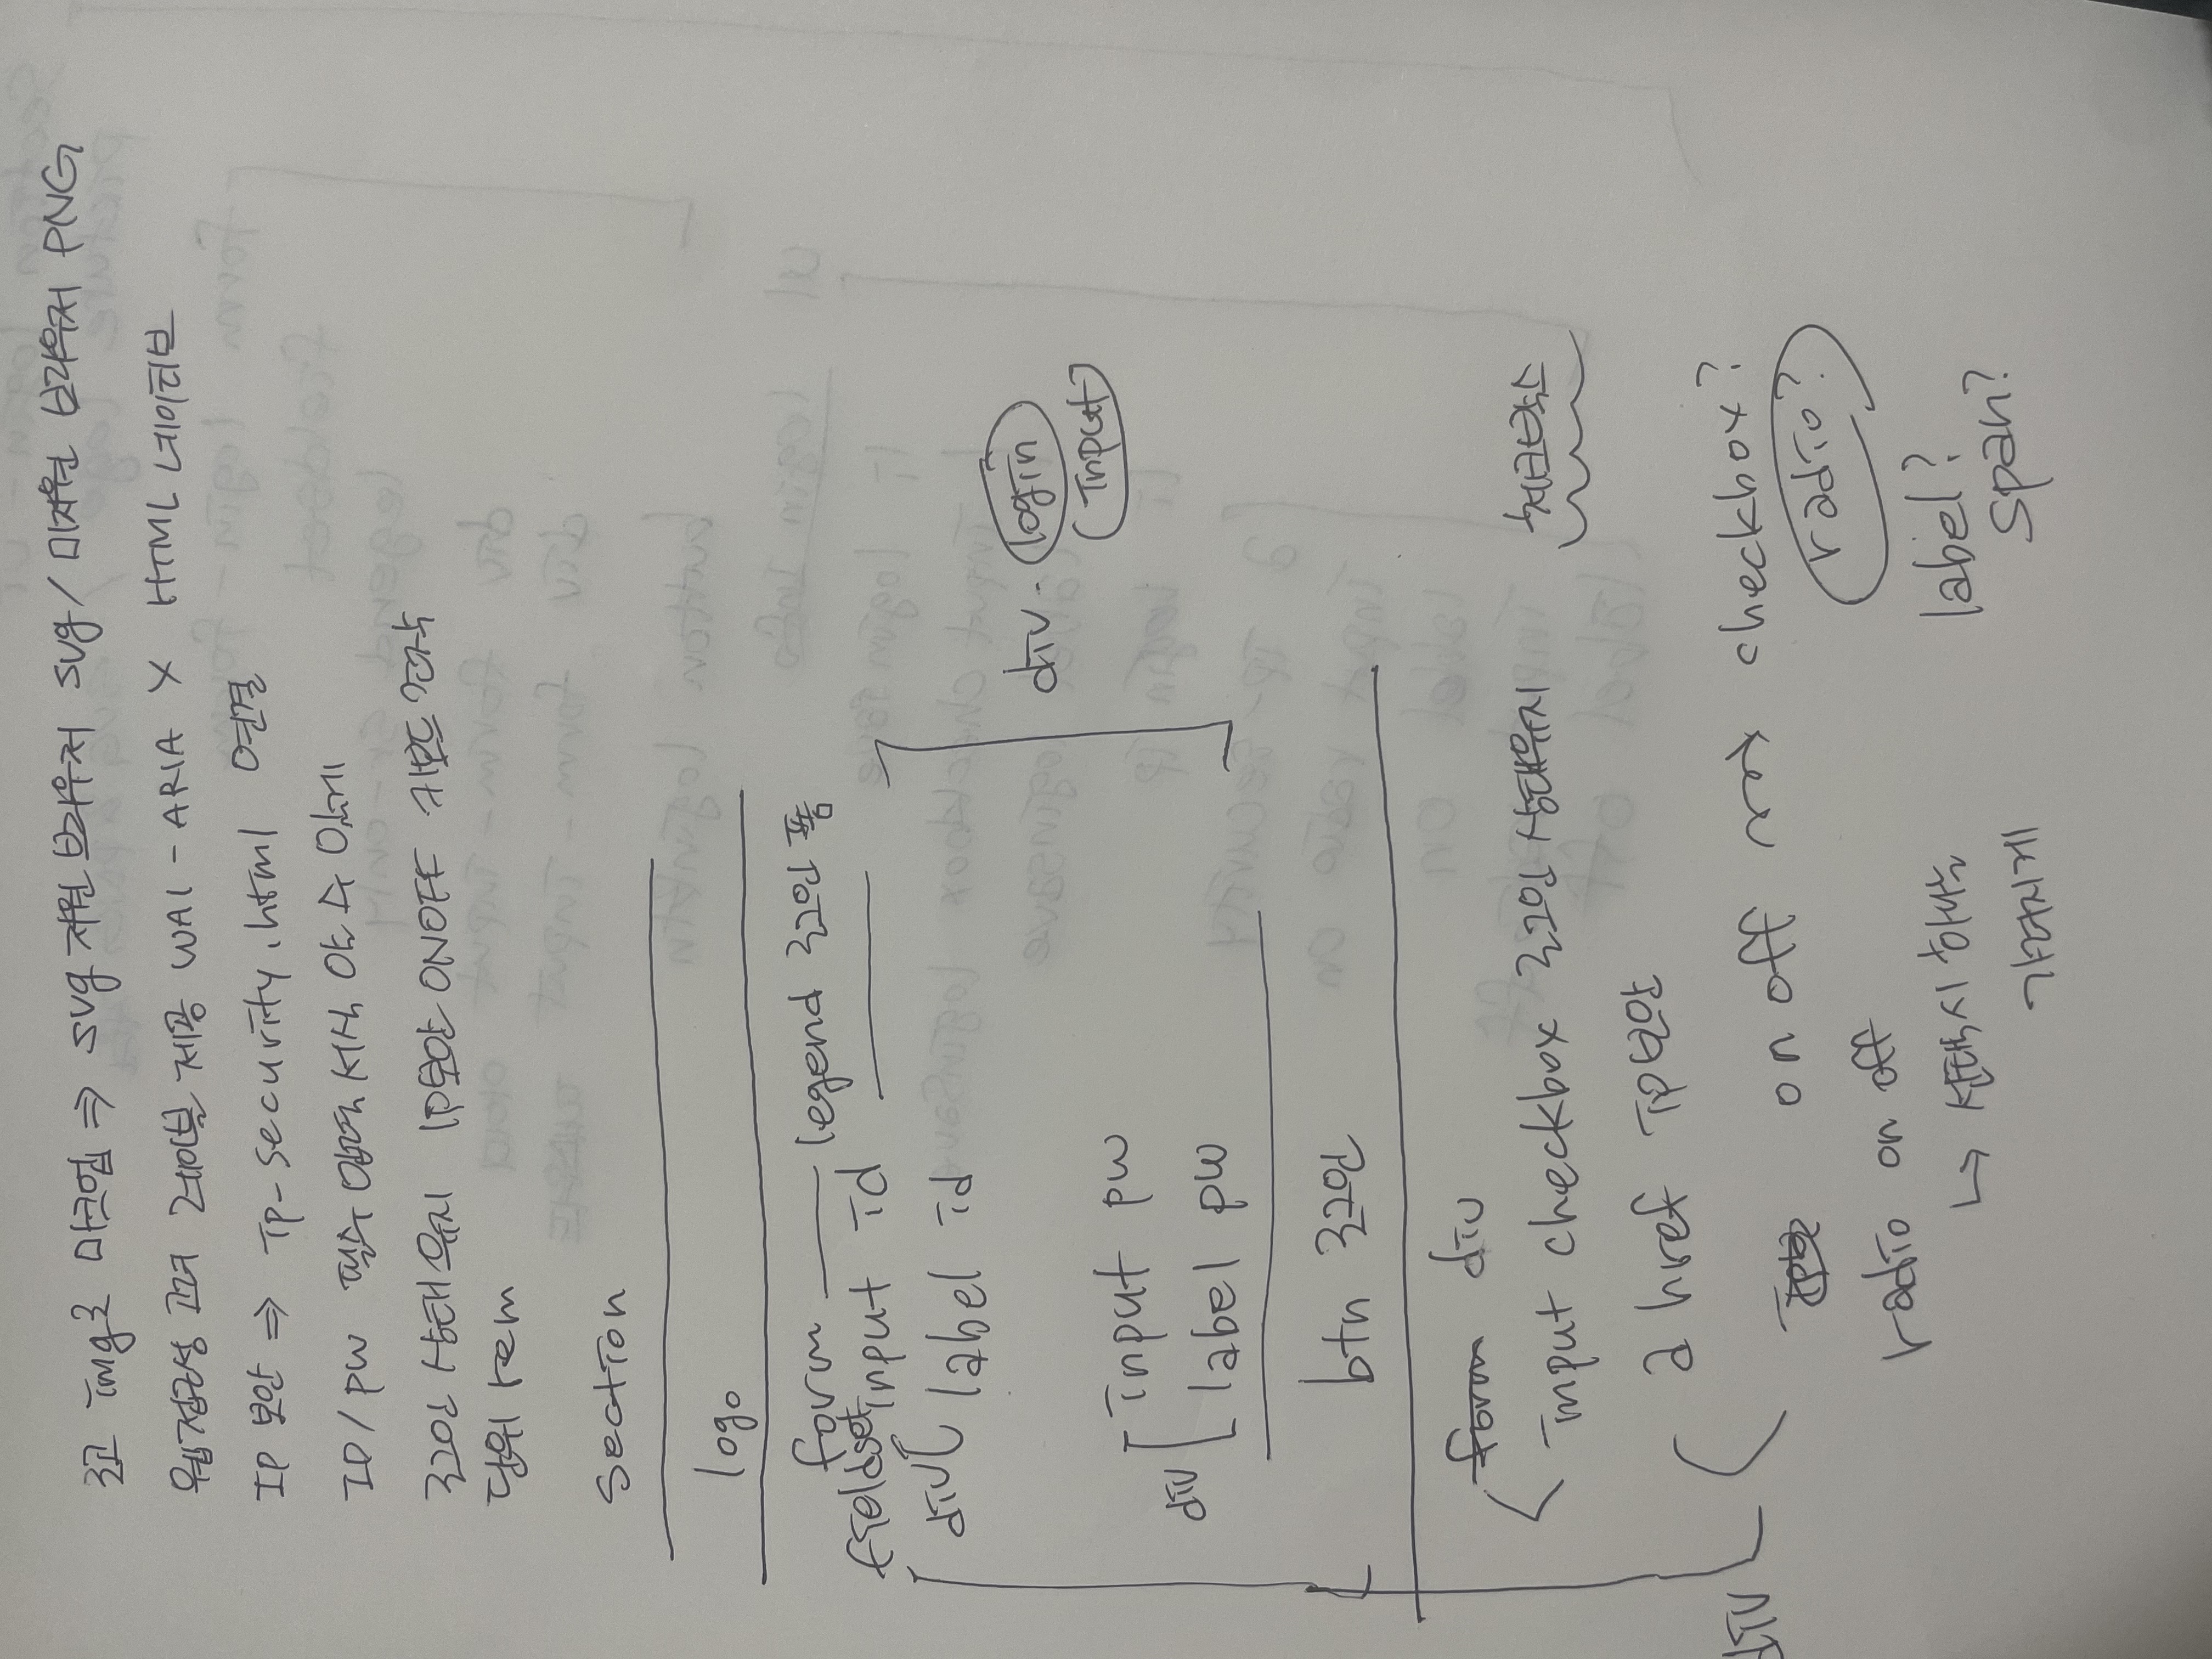 로고 img로 마크업 ⇒ svg 지원 브라우저 svg / 미지원 브라우저 PNG
웹접근성 고려 레이블 제공 WAI-ARIA X HTML 네이티브
IP 보안 ⇒ ip-security.html 연결
ID/pw 필수 입력 서식 알 수 있게
로그인 상태유지 IP보안 ONOFF 키보드 조작
단위 rem
section
logo
form legend 로그인 폼
fieldset input id
div label id
div - login
(input)
input pw
div
label pw
btn 로그인
form div
input checkbox 로그인 상태유지 체크박스
a href IP보안
div
on off → checkbox?
radio?
radio on off
↳ 선택시 하나는
가려지게
label?
span?